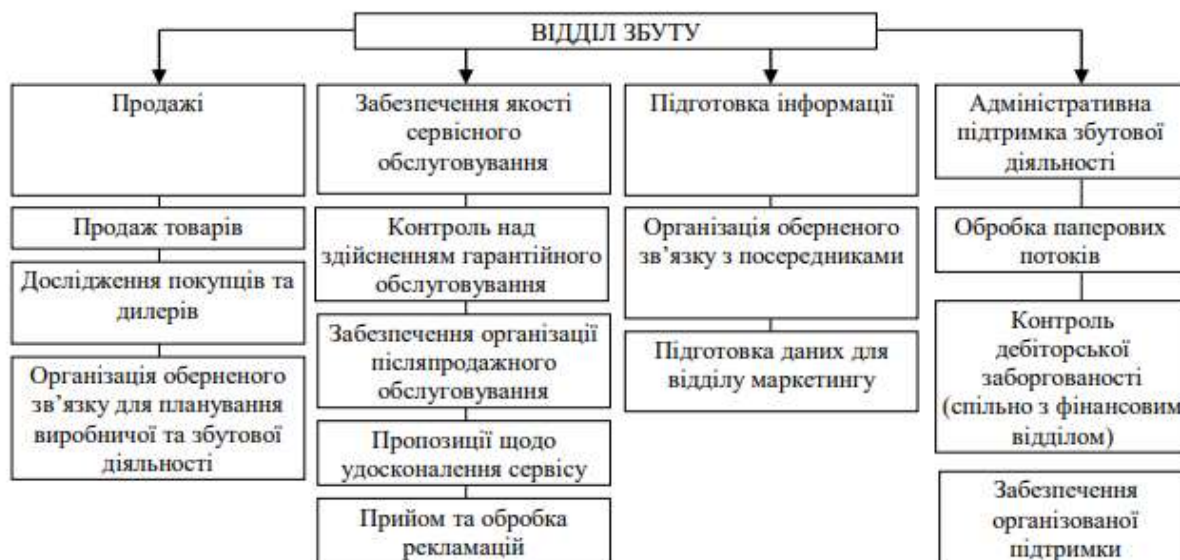 ВІДДІЛ ЗБУТУ
Продажі
Продаж товарів
Дослідження покупців та
дилерів
Організація оберненого
зв’язку для планування
виробничої та збутової
діяльності
Забезпечення якості
сервісного
обслуговування
Контроль над
здійсненням гарантійного
обслуговування
Забезпечення організації
післяпродажного
обслуговування
Пропозиції щодо
удосконалення сервісу
Прийом та обробка
рекламацій
Підготовка інформації
Організація оберненого
зв’язку з посередниками
Підготовка даних для
відділу маркетингу
Адміністративна
підтримка збутової
діяльності
Обробка паперових
потоків
Контроль
дебіторської
заборгованості
(спільно з фінансовим
відділом)
Забезпечення
організованої
підтримки